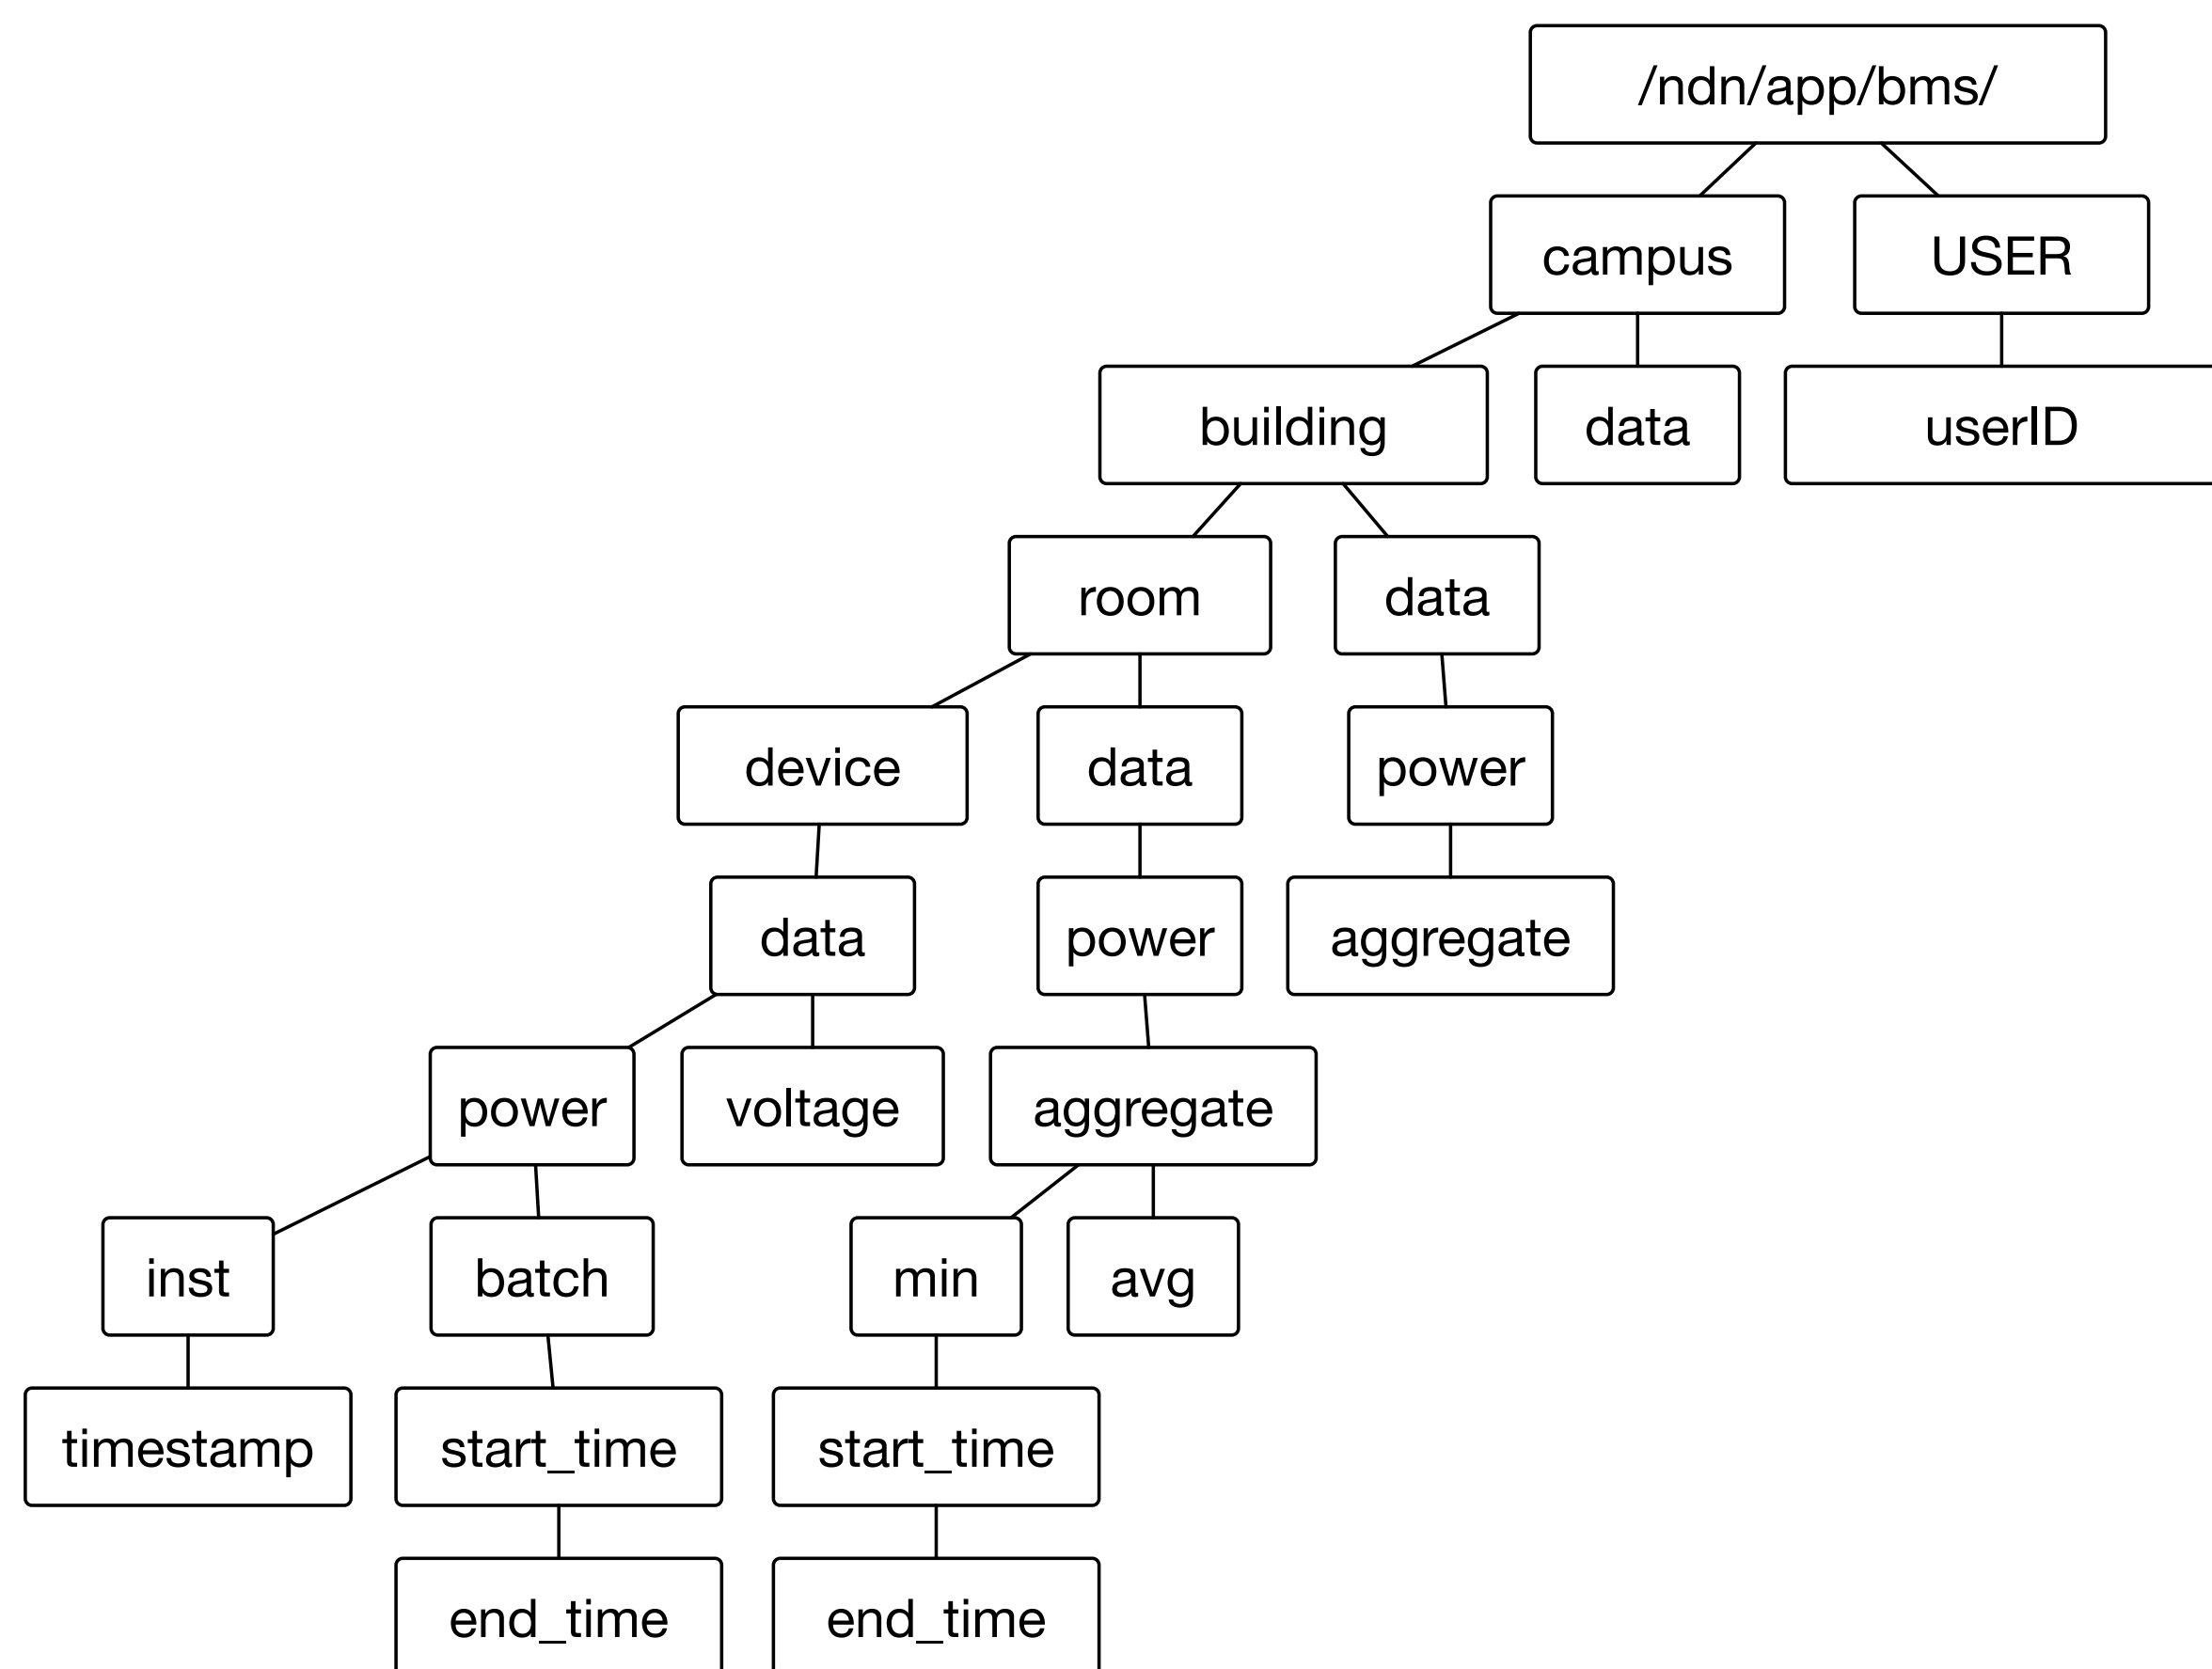 /ndn/app/bms/
campus
USER
building
data
userID
room
data
device
data
power
data
power
aggregate
power
voltage
aggregate
inst
batch
min
avg
timestamp
start_time
start_time
end_time
end_time